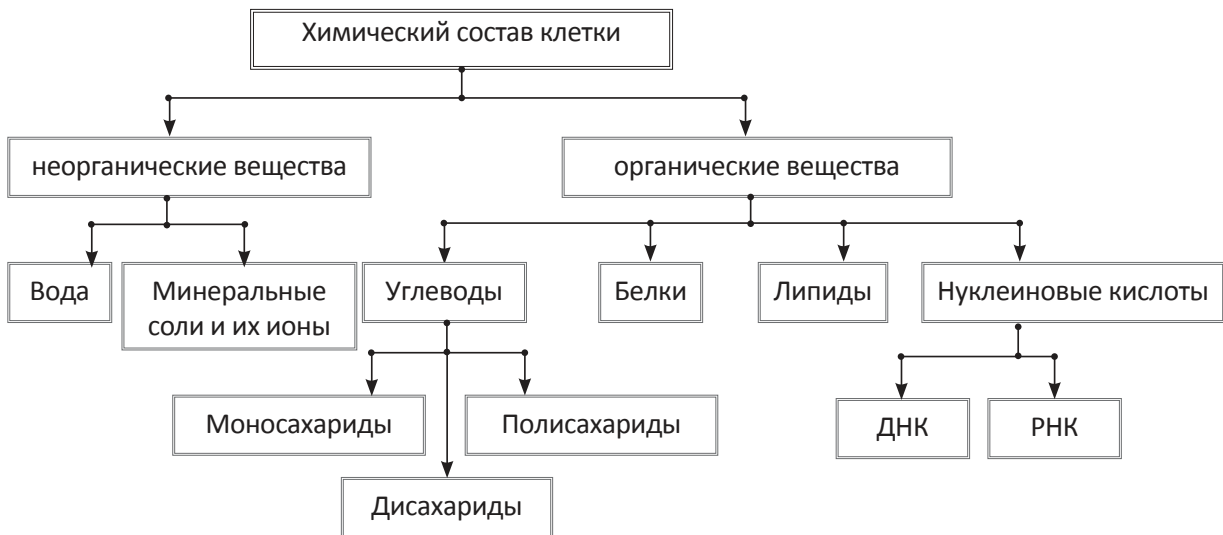 Химический состав клетки
неорганические вещества
органические вещества
Вода
Минеральные
соли и их ионы
Углеводы
Белки
Липиды
Нуклеиновые кислоты
Моносахариды
Полисахариды
ДНК
РНК
Дисахариды